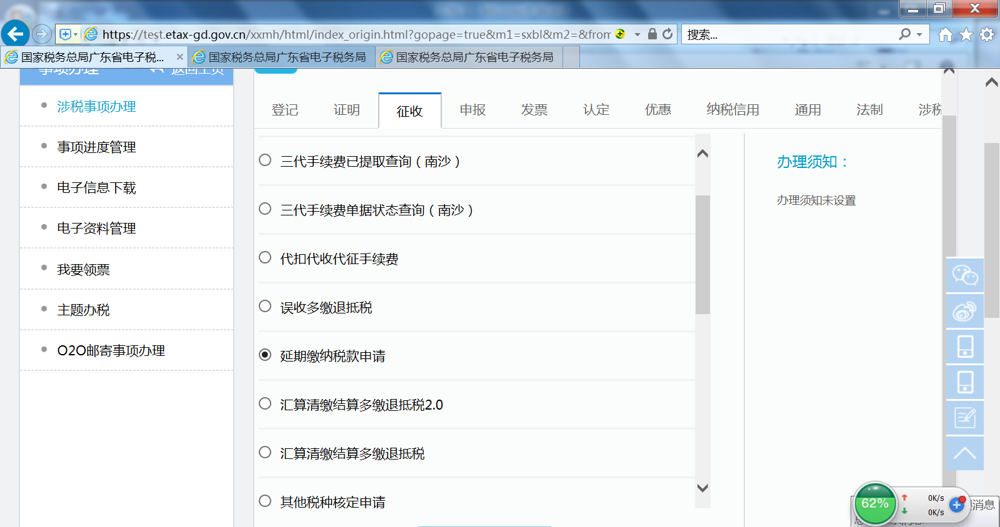 https://test.etax-gd.gov.cn/xxmh/html/index_origin.html?gopage=true&m1=sxbl&m2=&from
搜索...
国家税务总局广东省电子税...
国家税务总局广东省电子税务局
国家税务总局广东省电子税务局
事项办理
返回主页
涉税事项办理
事项进度管理
电子信息下载
电子资料管理
我要领票
主题办税
O2O邮寄事项办理
登记 证明 征收 申报 发票 认定 优惠 纳税信用 通用 法制 涉税
三代手续费已提取查询（南沙）
三代手续费单据状态查询（南沙）
代扣代收代征手续费
误收多缴退抵税
延期缴纳税款申请
汇算清缴结算多缴退抵税2.0
汇算清缴结算多缴退抵税
其他税种核定申请
办理须知：
办理须知未设置
62%
0K/s
0K/s
消息